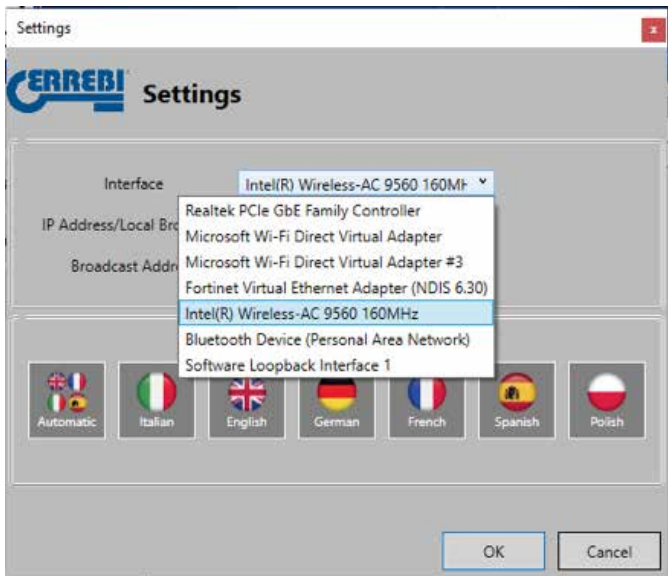 Settings
ERREBI
Settings
Interface
Intel(R) Wireless-AC 9560 160MH
Realtek PCIe GbE Family Controller
IP Address/Local Bro
Microsoft Wi-Fi Direct Virtual Adapter
Broadcast Addr
Microsoft Wi-Fi Direct Virtual Adapter #3
Fortinet Virtual Ethernet Adapter (NDIS 6.30)
Intel(R) Wireless-AC 9560 160MHz
Bluetooth Device (Personal Area Network)
Software Loopback Interface 1
Automatic
Italian
English
German
French
Spanish
Polish
OK
Cancel